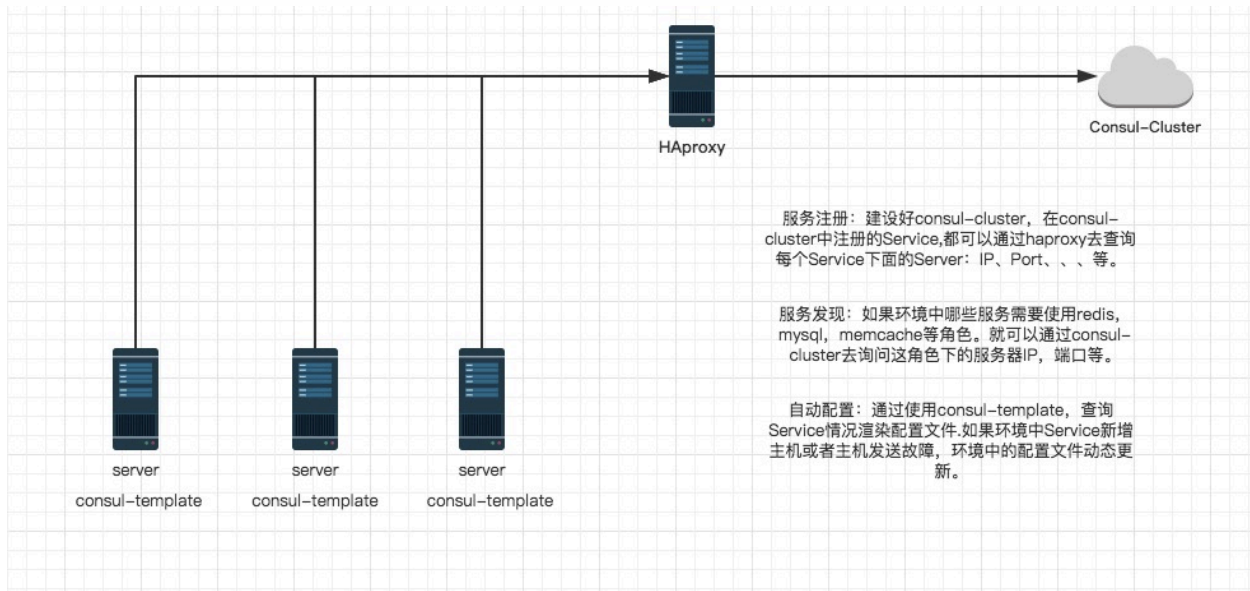 HAproxy
Consul-Cluster
服务注册：建设好consul-cluster，在consul-
cluster中注册的Service,都可以通过haproxy去查询
每个Service下面的Server：IP、Port、、、等。
服务发现：如果环境中哪些服务需要使用redis，
mysql，memcache等角色。就可以通过consul-
cluster去询问这角色下的服务器IP，端口等。
自动配置：通过使用consul-template，查询
Service情况渲染配置文件.如果环境中Service新增
主机或者主机发送故障，环境中的配置文件动态更
新。
server
consul-template
server
consul-template
server
consul-template